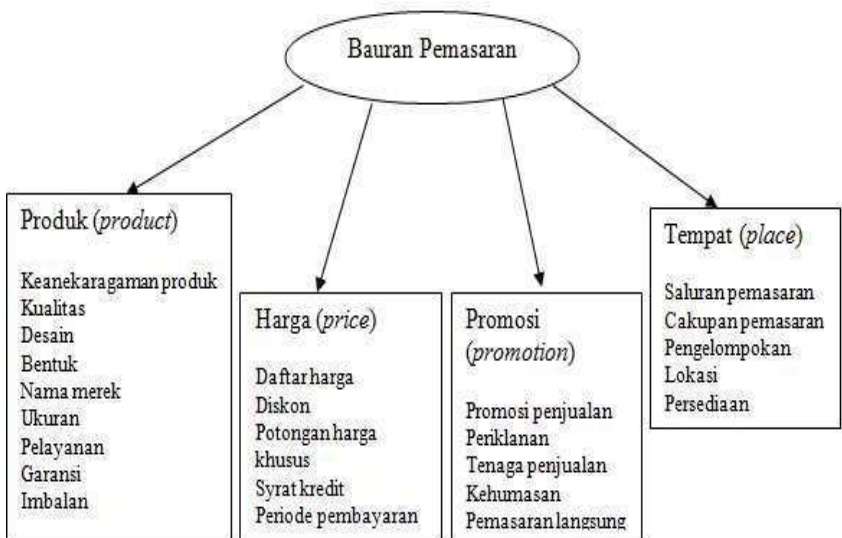 Bauran Pemasaran
Produk (product)
Keanekaragaman produk
Kualitas
Desain
Bentuk
Nama merek
Ukuran
Pelayanan
Garansi
Imbalan
Harga (price)
Daftar harga
Diskon
Potongan harga
khusus
Syrat kredit
Periode pembayaran
Promosi
(promotion)
Promosi penjualan
Periklanan
Tenaga penjualan
Kehumasan
Pemasaran langsung
Tempat (place)
Saluran pemasaran
Cakupan pemasaran
Pengelompokan
Lokasi
Persediaan